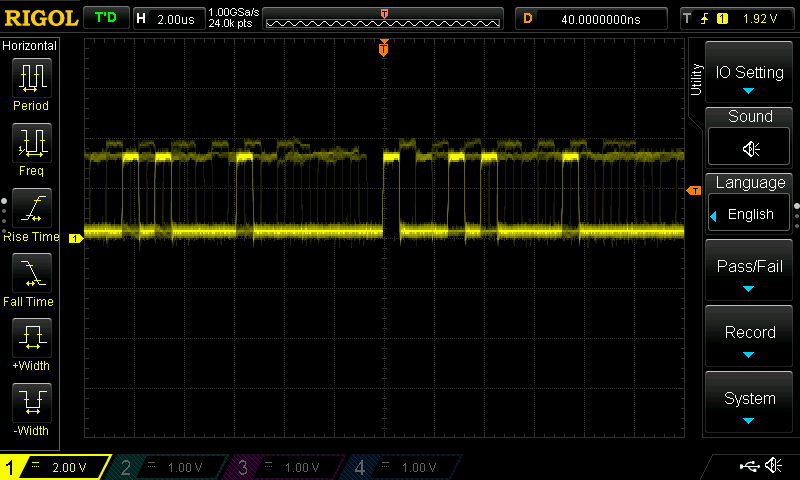 RIGOL T'D H 2.00us 1.00GSa/s 24.0k pts T D 40.0000000ns T 1 1.92 V
Horizontal
Period
Freq
Rise Time
Fall Time
+Width
-Width
T
T
1
Utility
IO Setting
Sound
Language
English
Pass/Fail
Record
System
1 2.00 V 2 1.00 V 3 1.00 V 4 1.00 V